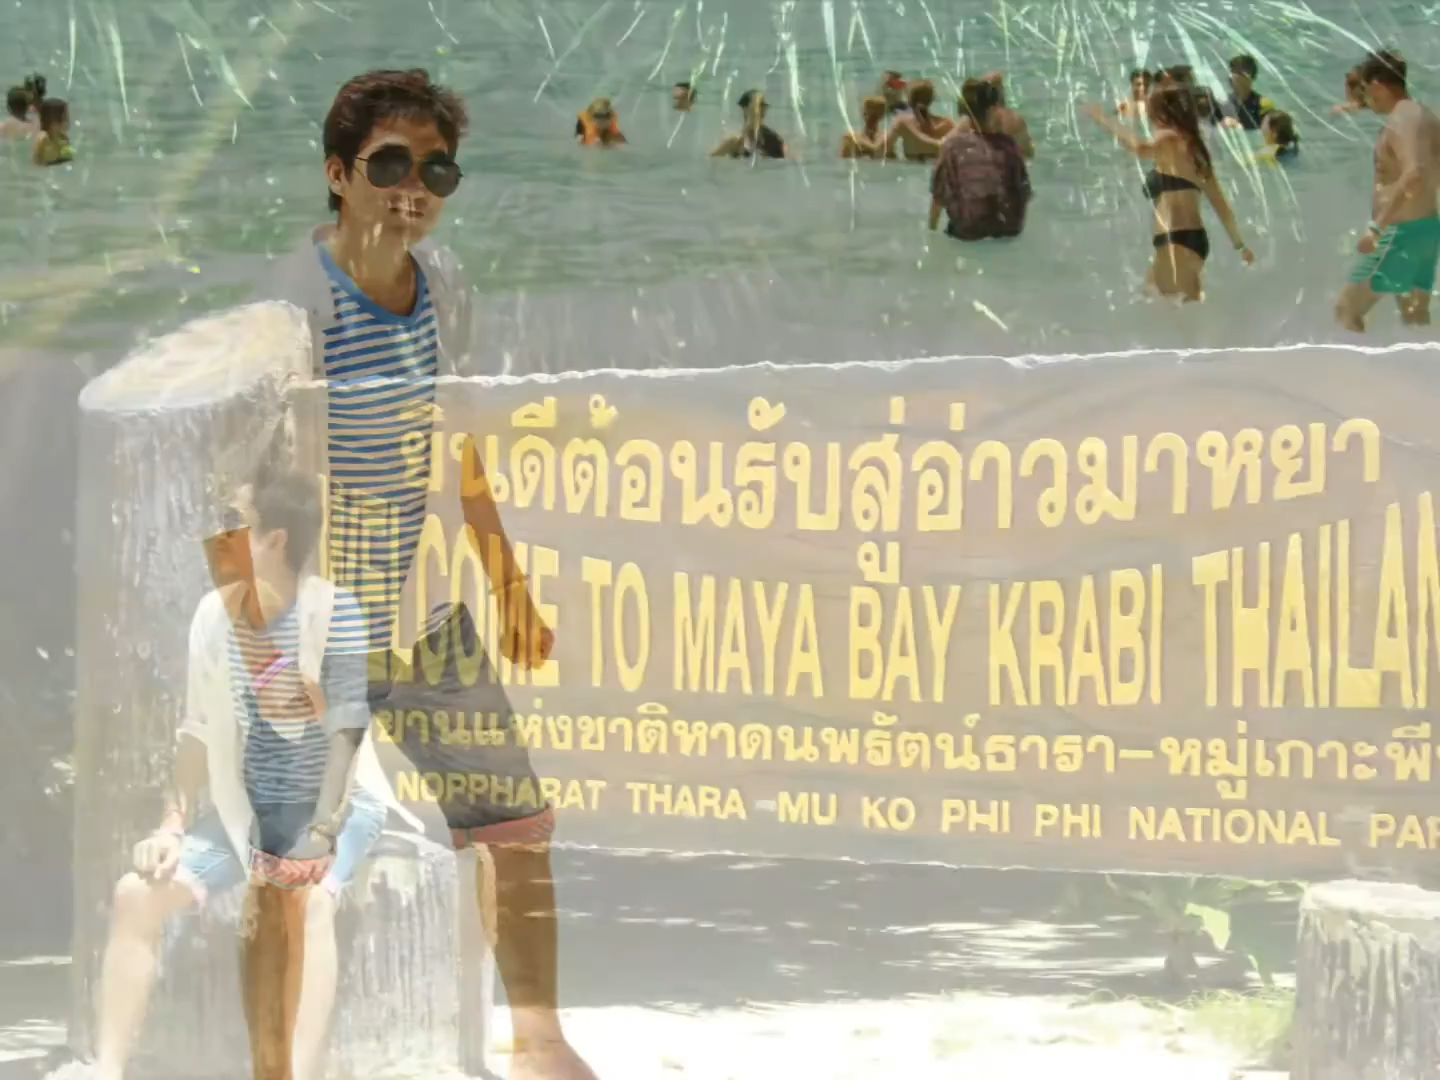 ยินดีต้อนรับสู่อ่าวมาหยา
WELCOME TO MAYA BAY KRABI THAILAN
ยานแห่งชาติหาดนพรัตน์ธารา-หมู่เกาะพี
NOPPHARAT THARA-MU KO PHI PHI NATIONAL PAR